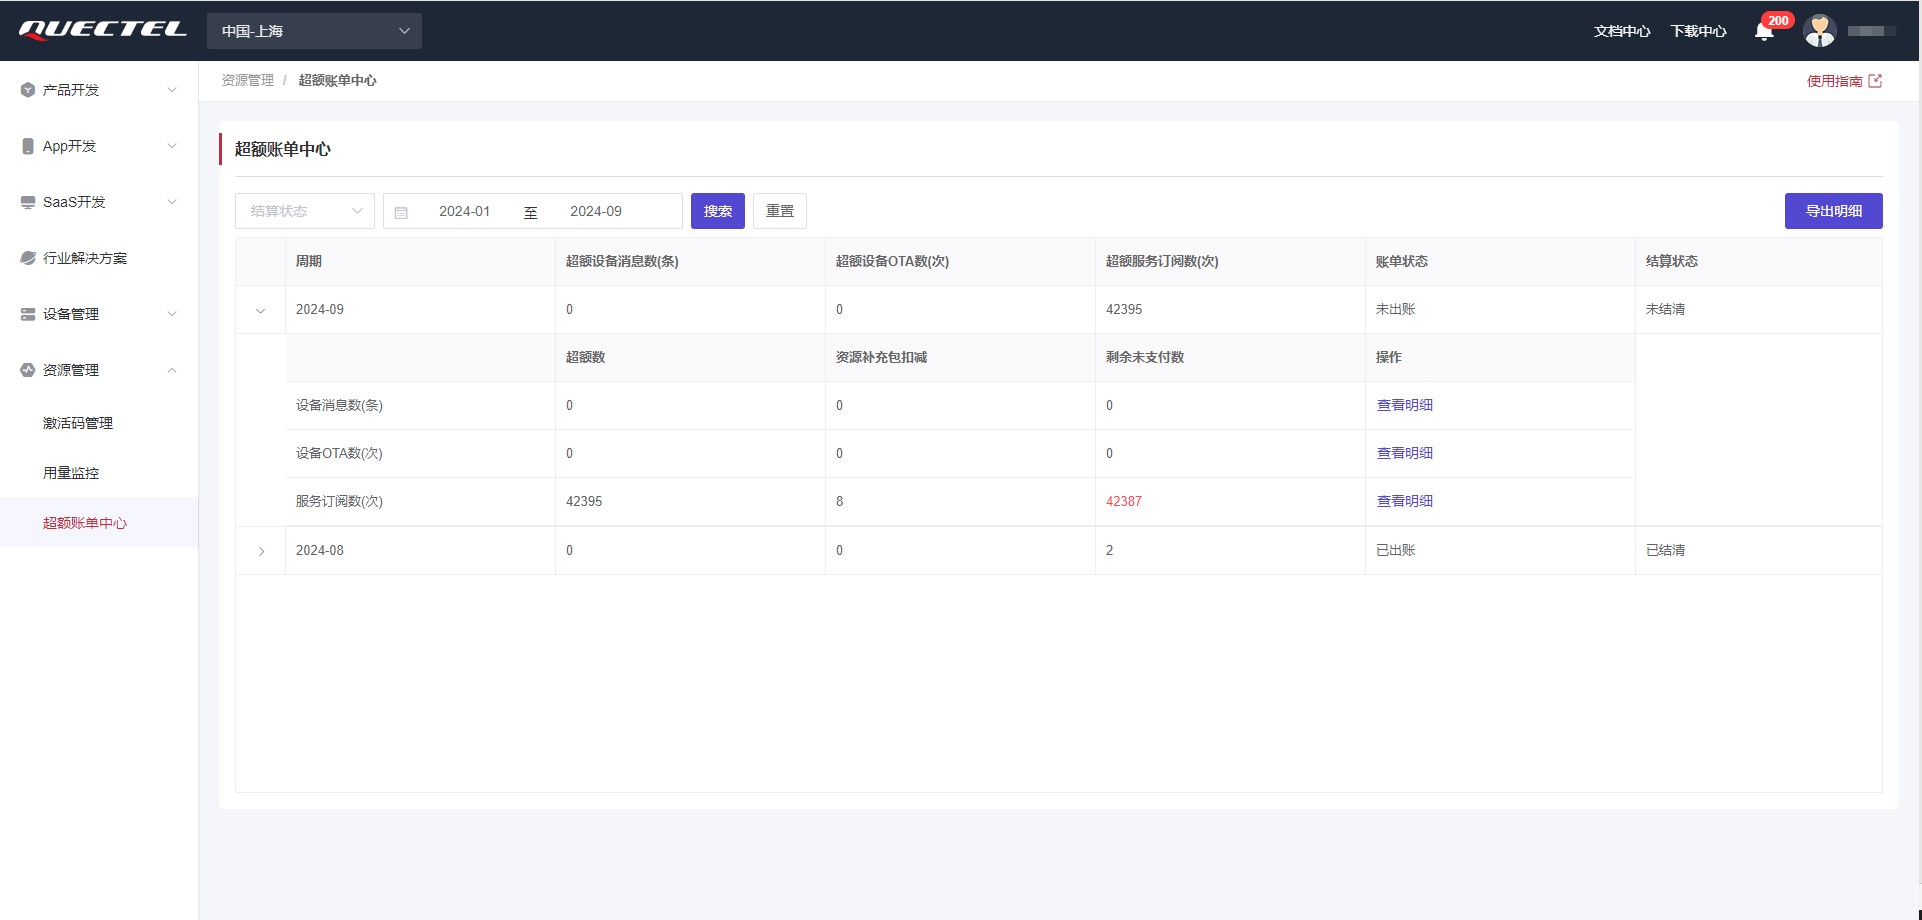 QUECTEL 中国-上海 文档中心 下载中心 200
产品开发
App开发
SaaS开发
行业解决方案
设备管理
资源管理
激活码管理
用量监控
超额账单中心
资源管理 / 超额账单中心 使用指南
超额账单中心
结算状态 2024-01 至 2024-09 搜索 重置 导出明细
周期 超额设备消息数(条) 超额设备OTA数(次) 超额服务订阅数(次) 账单状态 结算状态
2024-09 0 0 42395 未出账 未结清
超额数 资源补充包扣减 剩余未支付数 操作
设备消息数(条) 0 0 0 查看明细
设备OTA数(次) 0 0 0 查看明细
服务订阅数(次) 42395 8 42387 查看明细
2024-08 0 0 2 已出账 已结清